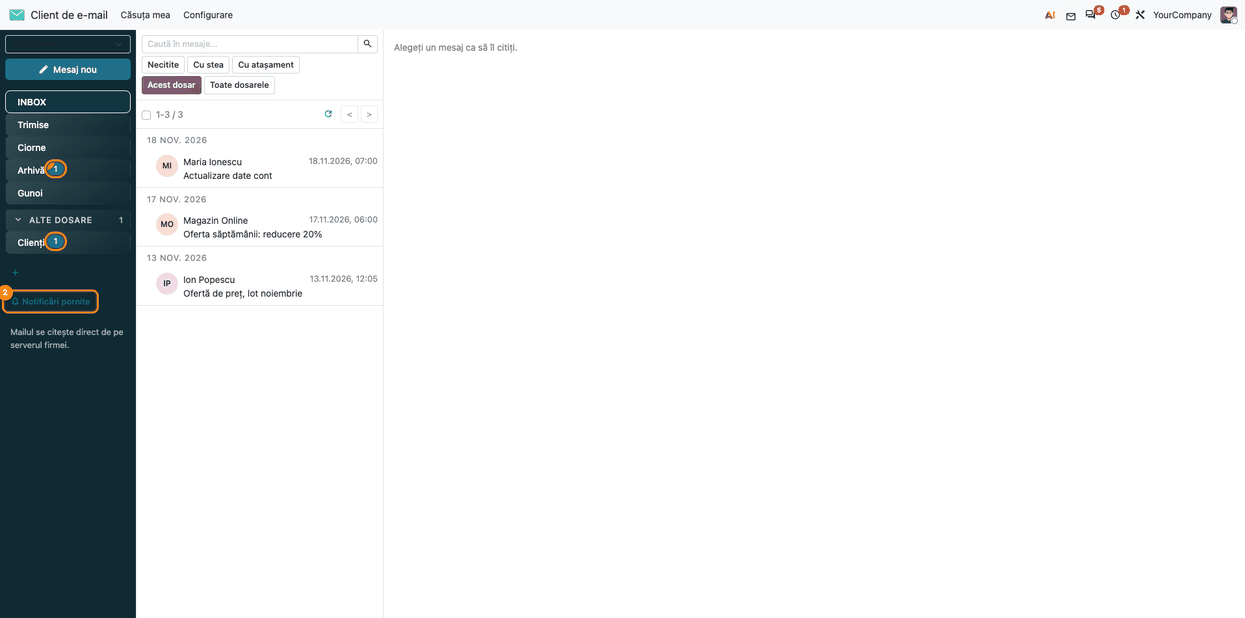 Client de e-mail Căsuța mea Configurare
AI 5 1 YourCompany
Mesaj nou
INBOX
Trimise
Ciorne
Arhivă 1
Gunoi
ALTE DOSARE 1
Clienți 1
+
2 Notificări pornite
Mailul se citește direct de pe
serverul firmei.
Caută în mesaje...
Necitite Cu stea Cu atașament
Acest dosar Toate dosarele
1-3 / 3 < >
18 NOV. 2026
MI Maria Ionescu 18.11.2026, 07:00
Actualizare date cont
17 NOV. 2026
MO Magazin Online 17.11.2026, 06:00
Oferta săptămânii: reducere 20%
13 NOV. 2026
IP Ion Popescu 13.11.2026, 12:05
Ofertă de preț, lot noiembrie
Alegeți un mesaj ca să îl citiți.